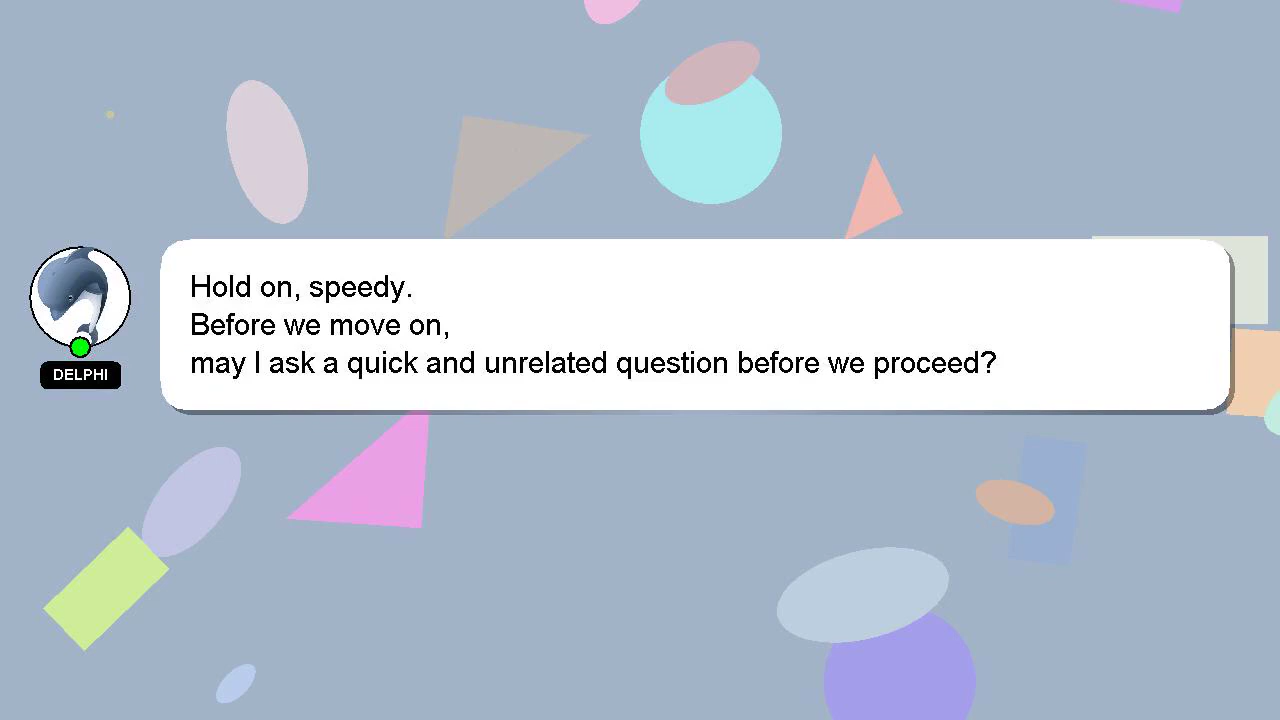 Hold on, speedy.
Before we move on,
may I ask a quick and unrelated question before we proceed?
DELPHI